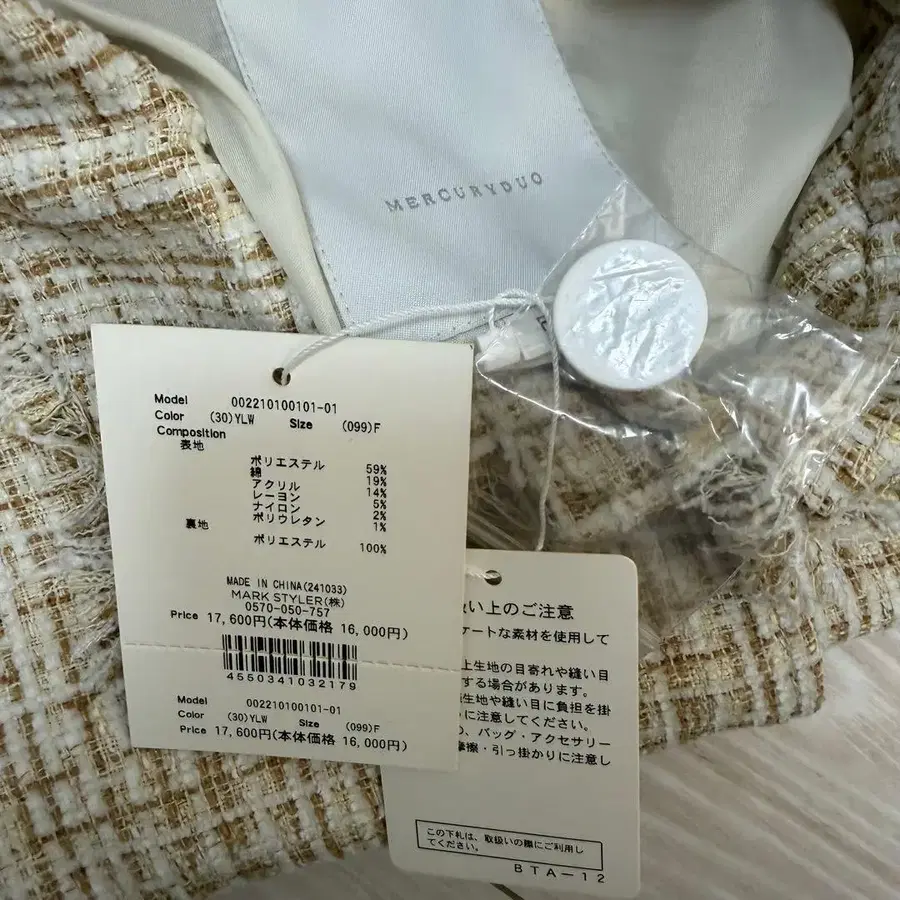 MERCURYDUO
Model 002210100101-01
Color (30)YLW Size (099)F
Composition
表地
ポリエステル 59%
綿 19%
アクリル 14%
レーヨン 5%
ナイロン 2%
ポリウレタン 1%
裏地
ポリエステル 100%
MADE IN CHINA(241033)
MARK STYLER(株)
0570-050-757
Price 17,600円(本体価格 16,000円)
4550341032179
Model 002210100101-01
Color (30)YLW Size (099)F
Price 17,600円(本体価格 16,000円)
い上のご注意
ケートな素材を使用して
上生地の目寄れや縫い目
する場合があります。
生地や縫い目に負担を掛
に注意してください。
の、バッグ・アクセサリー
摩擦・引っ掛かりに注意し
この下札は、取扱いの際にご利用し
てください。
BTA-12